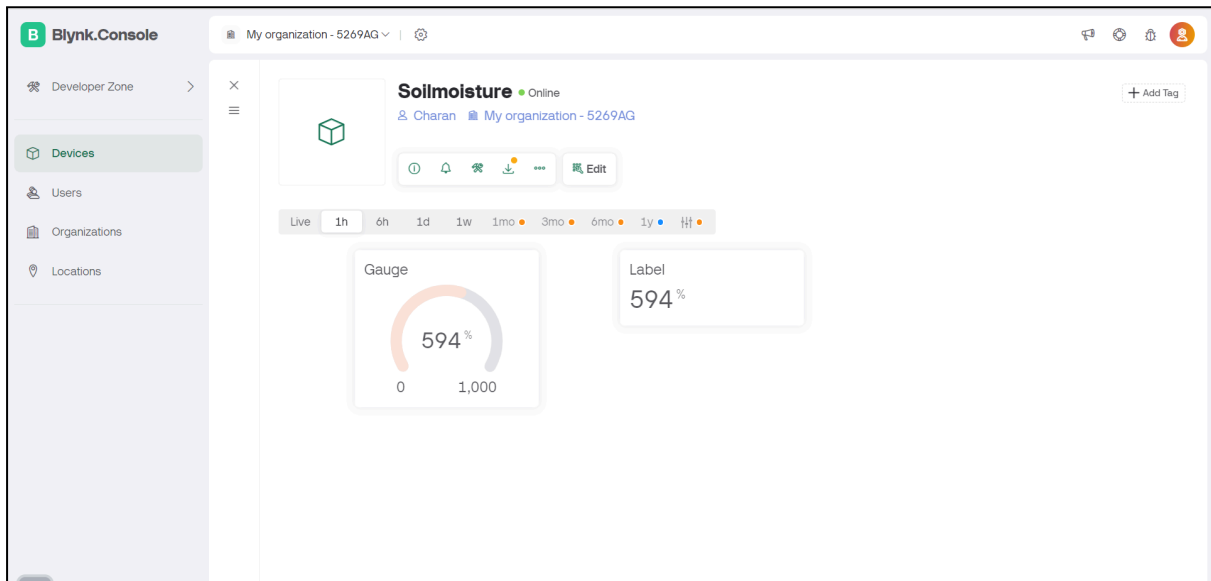 B Blynk.Console
My organization - 5269AG
Developer Zone
Devices
Users
Organizations
Locations
Soilmoisture Online
Charan My organization - 5269AG
Add Tag
Edit
Live 1h 6h 1d 1w 1mo 3mo 6mo 1y
Gauge
594 %
0 1,000
Label
594 %